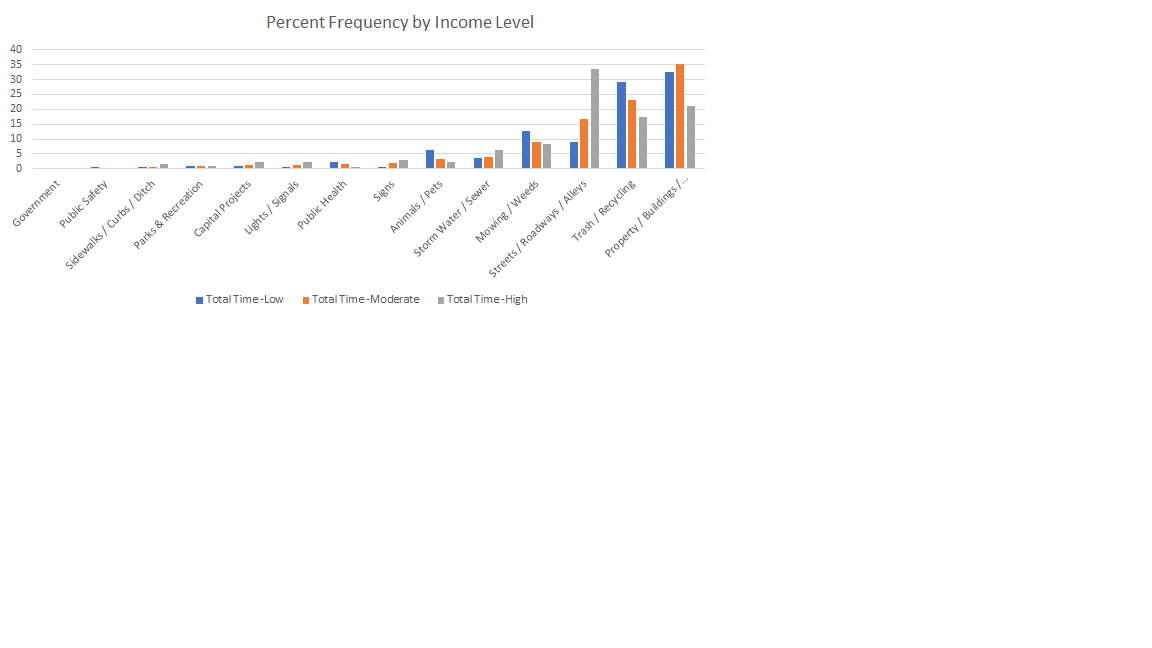 Percent Frequency by Income Level
40
35
30
25
20
15
10
5
0
Government
Public Safety
Sidewalks / Curbs / Ditch
Parks & Recreation
Capital Projects
Lights / Signals
Public Health
Signs
Animals / Pets
Storm Water / Sewer
Mowing / Weeds
Streets / Roadways / Alleys
Trash / Recycling
Property / Buildings / ...
Total Time -Low
Total Time -Moderate
Total Time -High